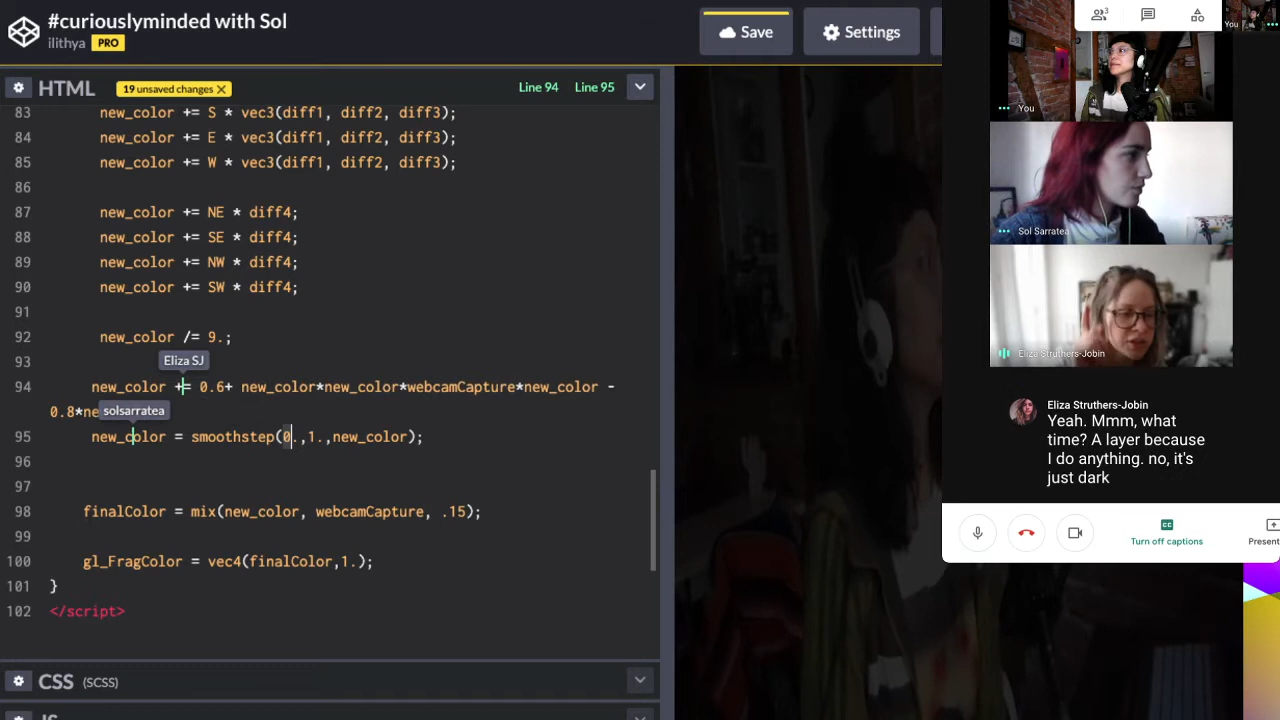 #curiouslyminded with Sol
ilithya PRO
Save
Settings
HTML
19 unsaved changes
Line 94
Line 95
83 new_color += S * vec3(diff1, diff2, diff3);
84 new_color += E * vec3(diff1, diff2, diff3);
85 new_color += W * vec3(diff1, diff2, diff3);
86
87 new_color += NE * diff4;
88 new_color += SE * diff4;
89 new_color += NW * diff4;
90 new_color += SW * diff4;
91
92 new_color /= 9.;
93
Eliza SJ
94 new_color += 0.6+ new_color*new_color*webcamCapture*new_color -
0.8*ne
solsarratea
95 new_color = smoothstep(0.,1.,new_color);
96
97
98 finalColor = mix(new_color, webcamCapture, .15);
99
100 gl_FragColor = vec4(finalColor,1.);
101 }
102 </script>
CSS (SCSS)
JS
3
You
You
Sol Sarratea
Eliza Struthers-Jobin
Eliza Struthers-Jobin
Yeah. Mmm, what
time? A layer because
I do anything. no, it's
just dark
Turn off captions
Present